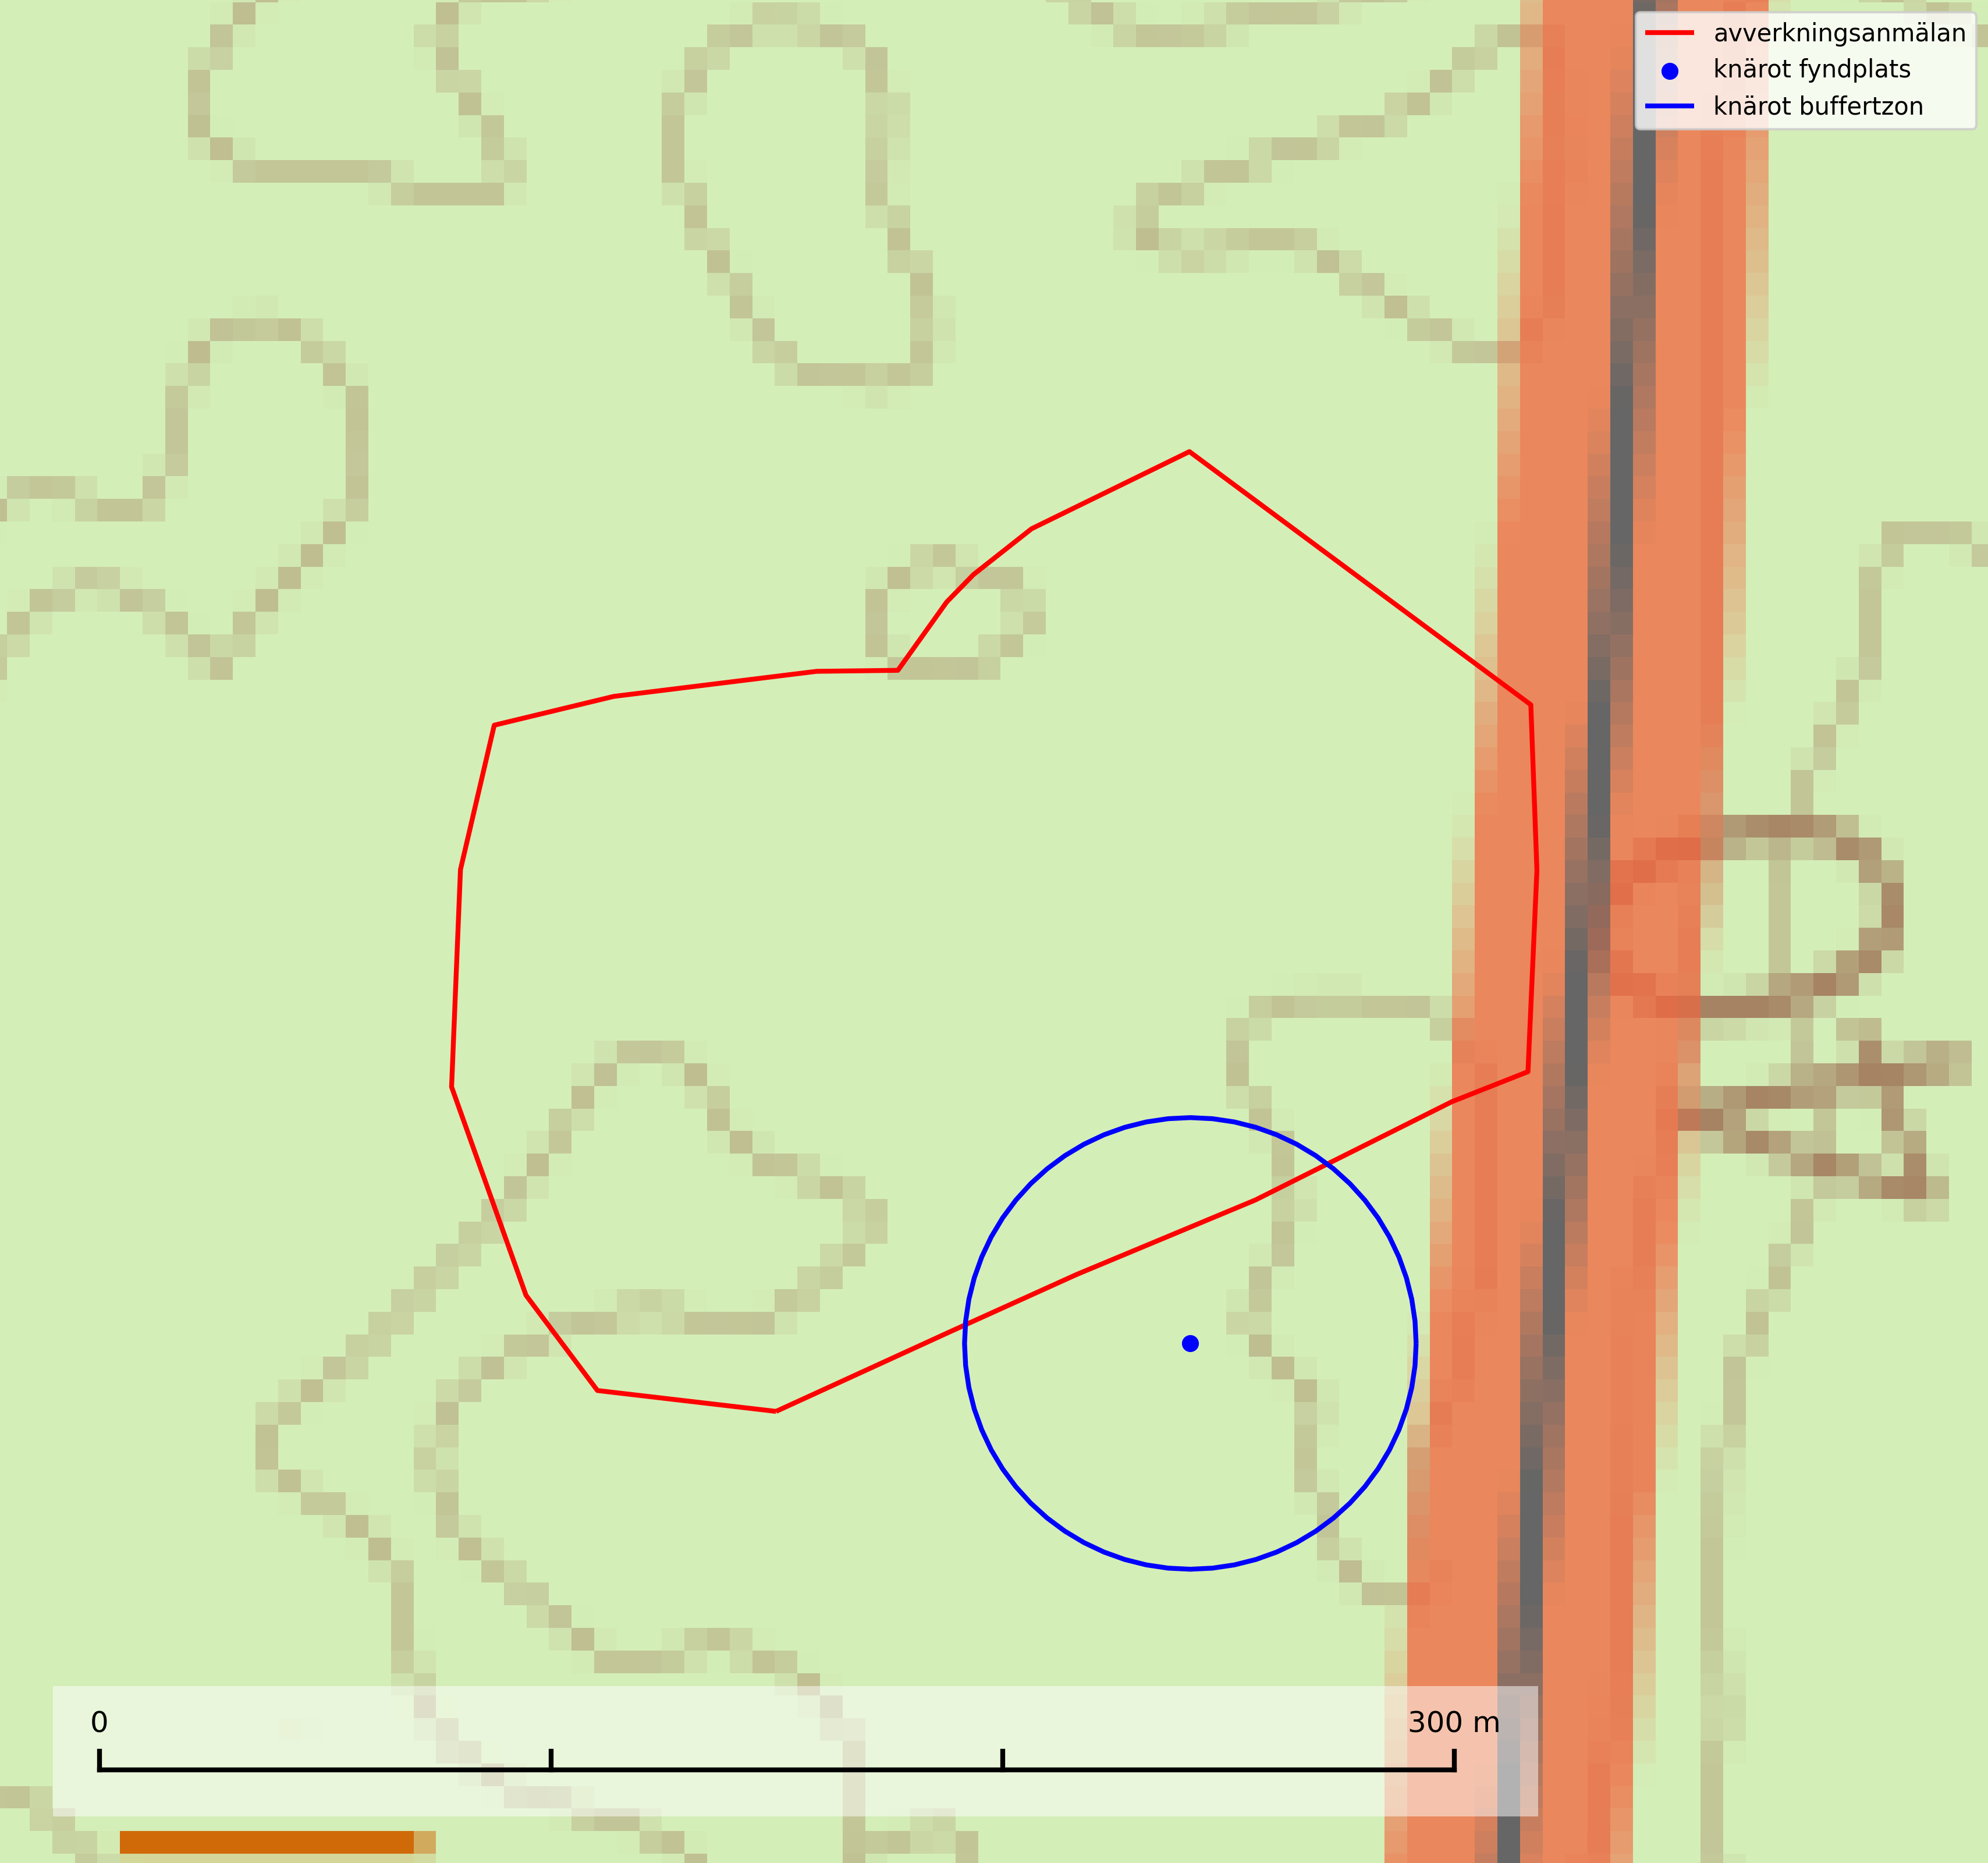 avverkningsanmälan
knärot fyndplats
knärot buffertzon
0 300 m